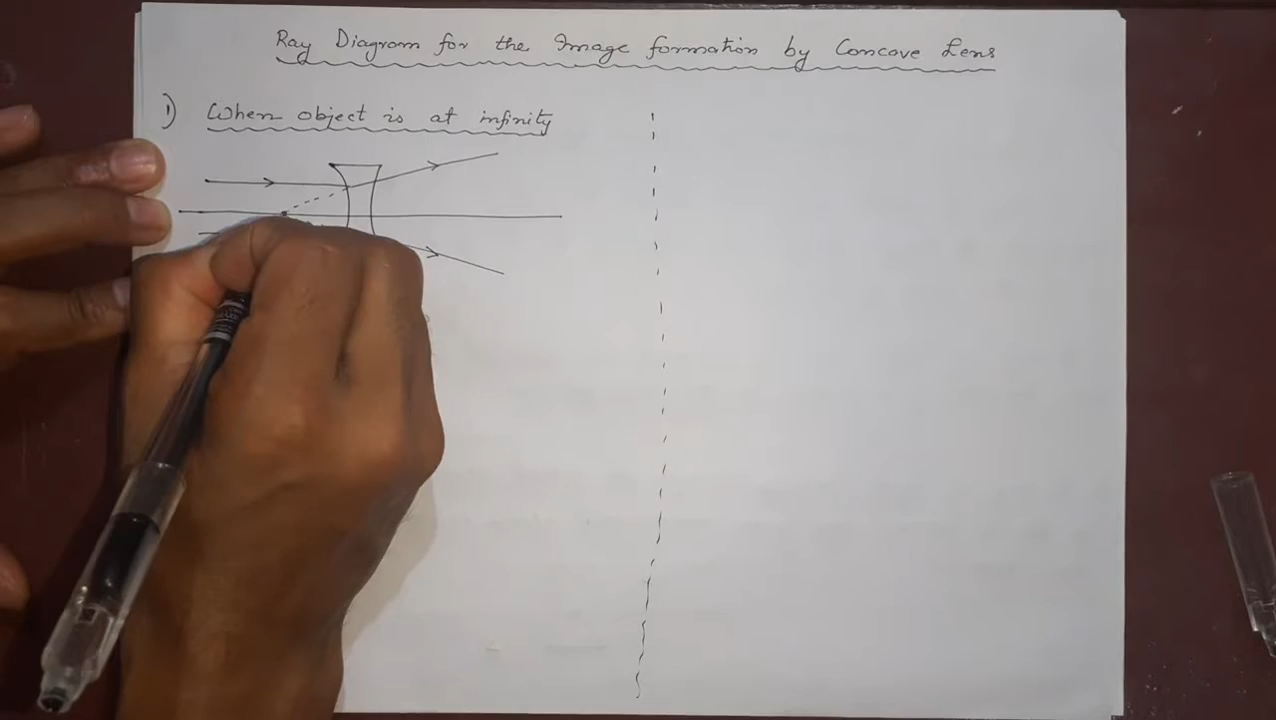 Ray Diagram for the Image formation by Concave Lens
1) When object is at infinity